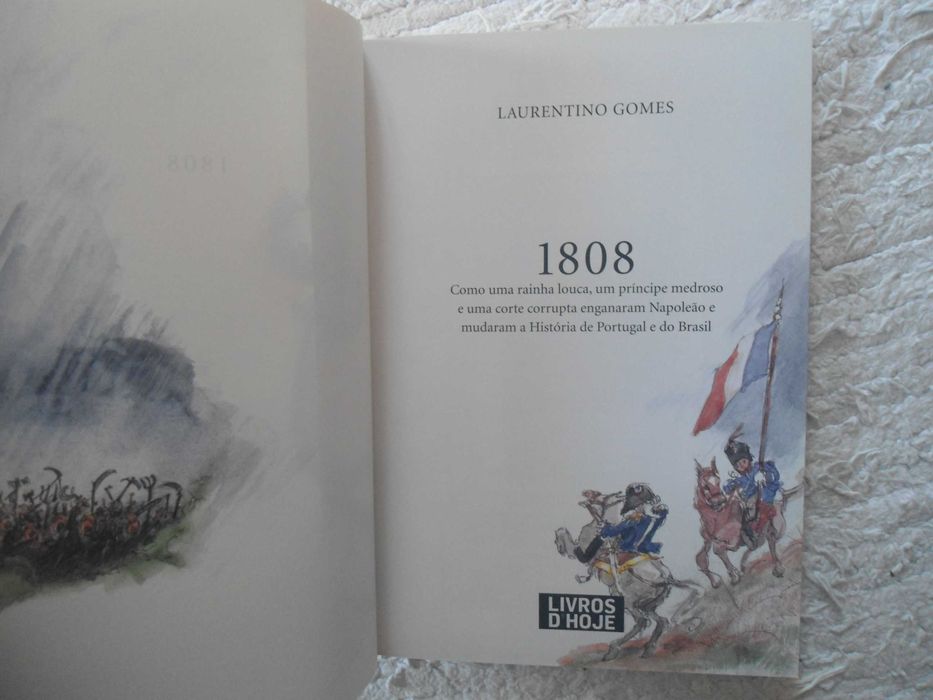 1808
LAURENTINO GOMES
1808
Como uma rainha louca, um príncipe medroso
e uma corte corrupta enganaram Napoleão e
mudaram a História de Portugal e do Brasil
LIVROS
D HOJE